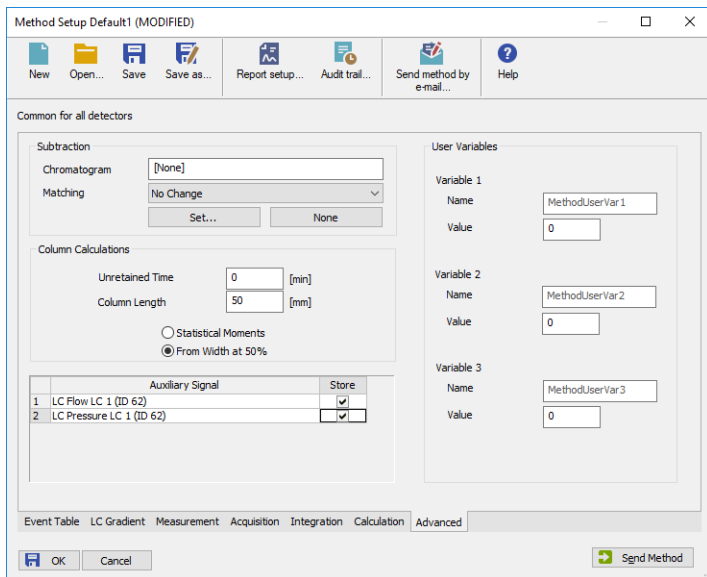 Method Setup Default1 (MODIFIED)
New Open... Save Save as... Report setup... Audit trail... Send method by e-mail... Help
Common for all detectors
Subtraction
Chromatogram [None]
Matching No Change
Set... None
Column Calculations
Unretained Time 0 [min]
Column Length 50 [mm]
Statistical Moments
From Width at 50%
Auxiliary Signal Store
1 LC Flow LC 1 (ID 62)
2 LC Pressure LC 1 (ID 62)
User Variables
Variable 1
Name MethodUserVar1
Value 0
Variable 2
Name MethodUserVar2
Value 0
Variable 3
Name MethodUserVar3
Value 0
Event Table LC Gradient Measurement Acquisition Integration Calculation Advanced
OK Cancel Send Method